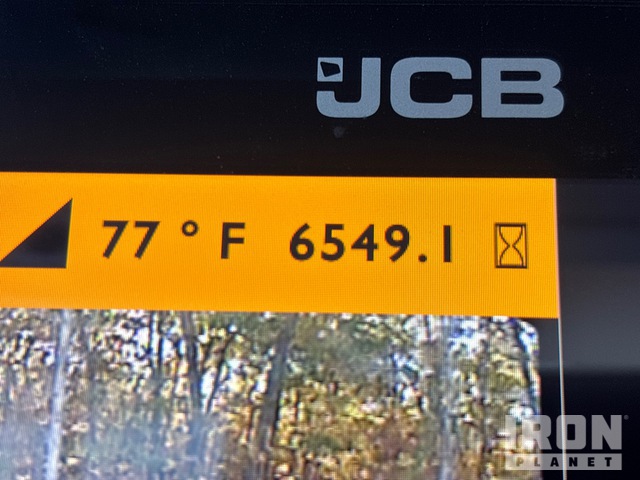 JCB
77 ° F 6549.1
IRON
PLANET